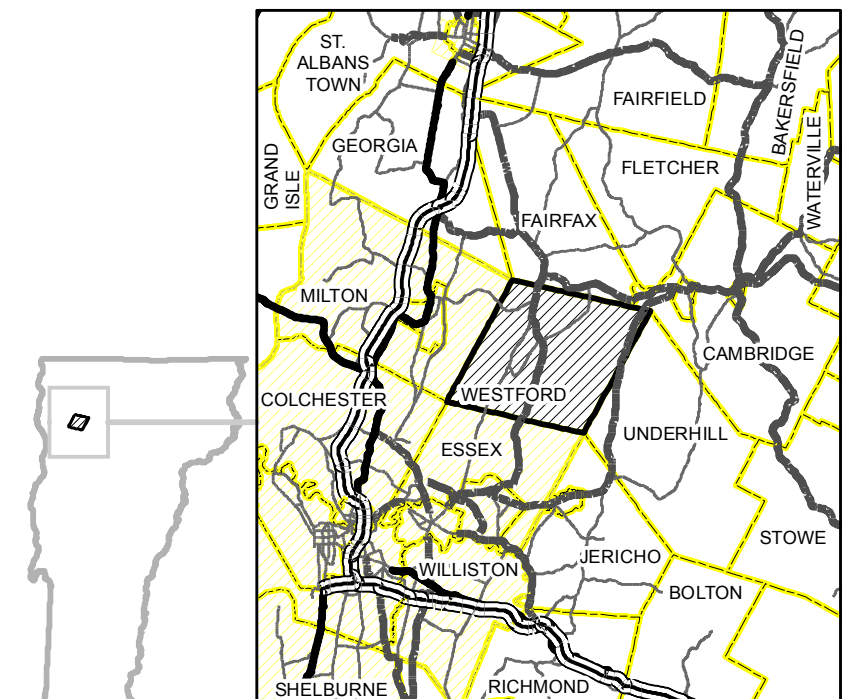 ST.
ALBANS
TOWN
BAKERSFIELD
FAIRFIELD
GEORGIA
WATERVILLE
FLETCHER
GRAND
ISLE
FAIRFAX
MILTON
CAMBRIDGE
COLCHESTER
WESTFORD
UNDERHILL
ESSEX
STOWE
JERICHO
WILLISTON
BOLTON
RICHMOND
SHELBURNE